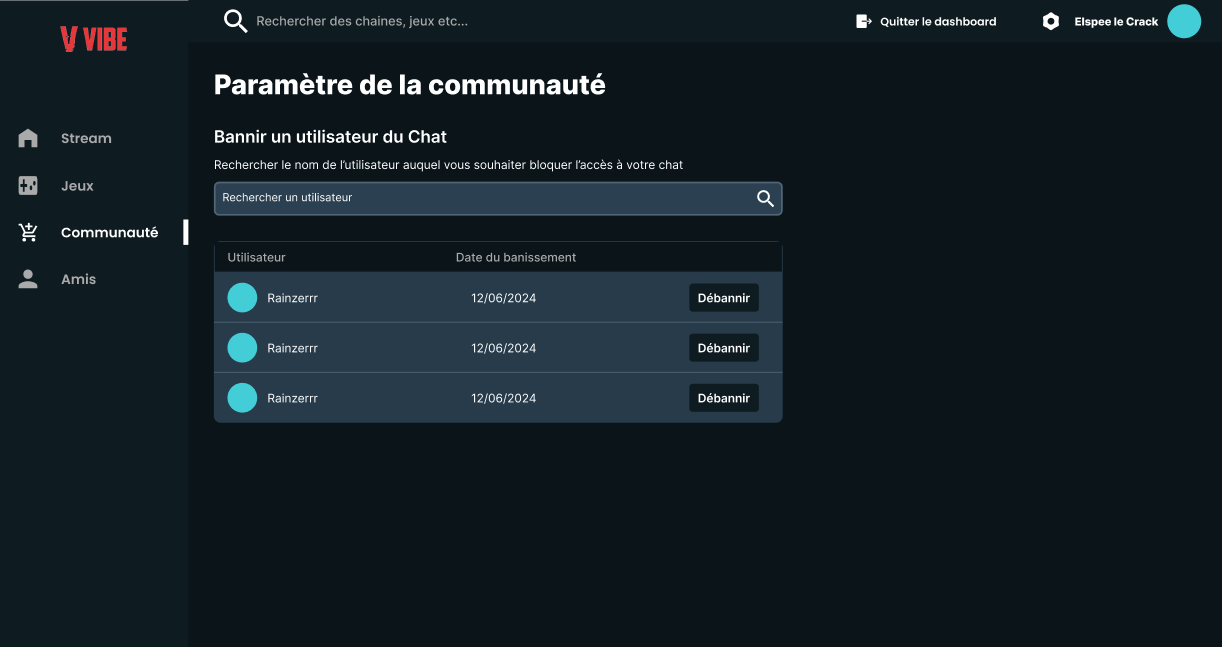 V VIBE
Rechercher des chaines, jeux etc...
Quitter le dashboard
Elspee le Crack
Stream
Jeux
Communauté
Amis
Paramètre de la communauté
Bannir un utilisateur du Chat
Rechercher le nom de l’utilisateur auquel vous souhaiter bloquer l’accès à votre chat
Rechercher un utilisateur
Utilisateur Date du banissement
Rainzerrr 12/06/2024 Débannir
Rainzerrr 12/06/2024 Débannir
Rainzerrr 12/06/2024 Débannir